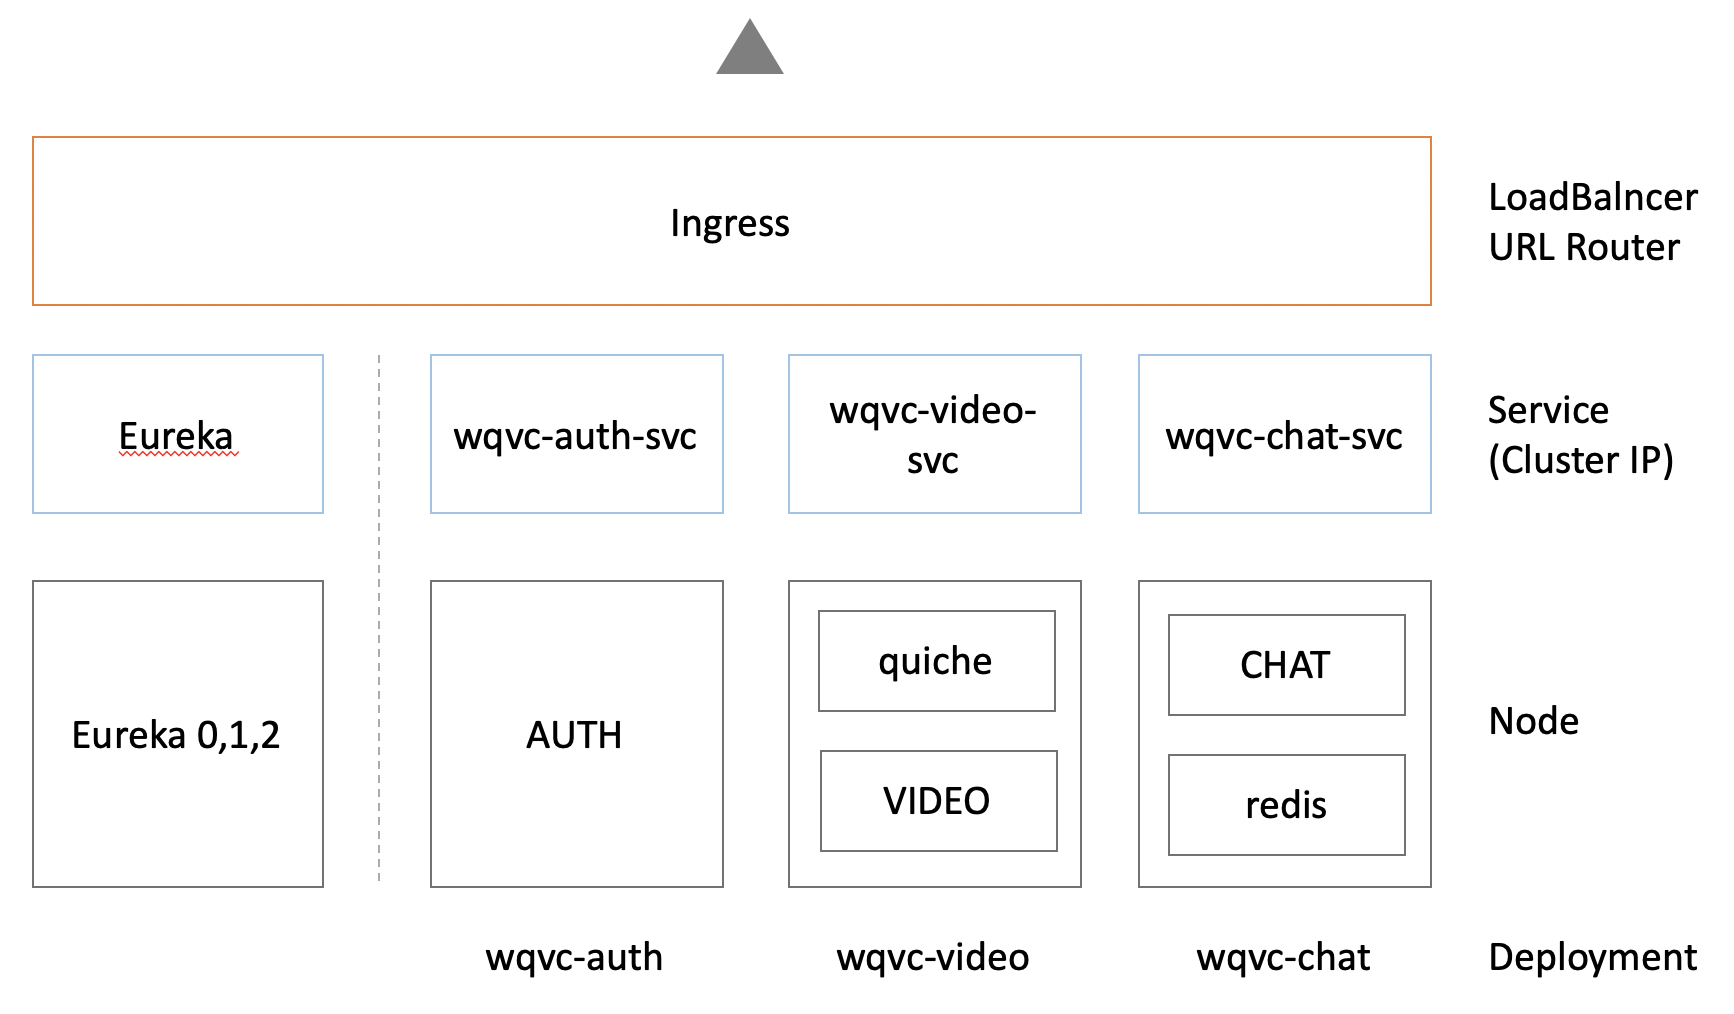 Ingress
LoadBalncer
URL Router
Eureka
wqvc-auth-svc
wqvc-video-
svc
wqvc-chat-svc
Service
(Cluster IP)
Eureka 0,1,2
AUTH
quiche
VIDEO
CHAT
redis
Node
wqvc-auth
wqvc-video
wqvc-chat
Deployment